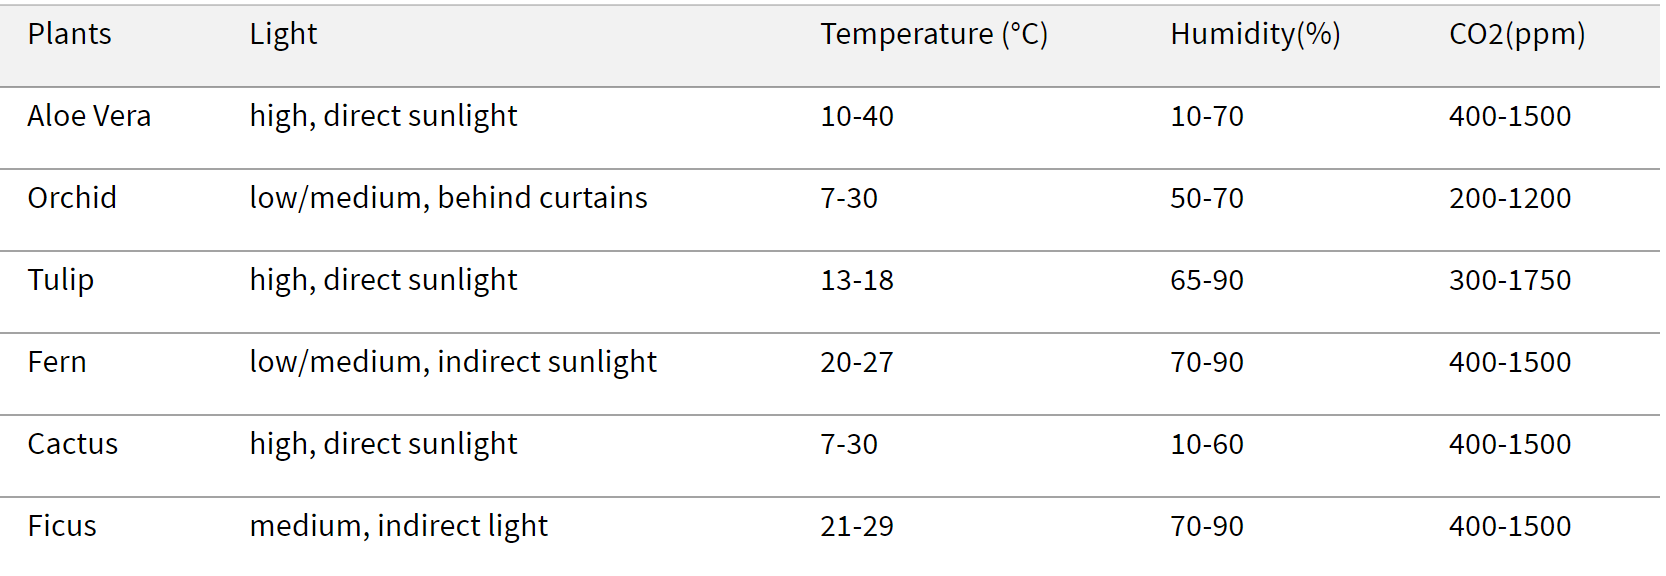 Plants Light Temperature (°C) Humidity(%) CO2(ppm)
Aloe Vera high, direct sunlight 10-40 10-70 400-1500
Orchid low/medium, behind curtains 7-30 50-70 200-1200
Tulip high, direct sunlight 13-18 65-90 300-1750
Fern low/medium, indirect sunlight 20-27 70-90 400-1500
Cactus high, direct sunlight 7-30 10-60 400-1500
Ficus medium, indirect light 21-29 70-90 400-1500